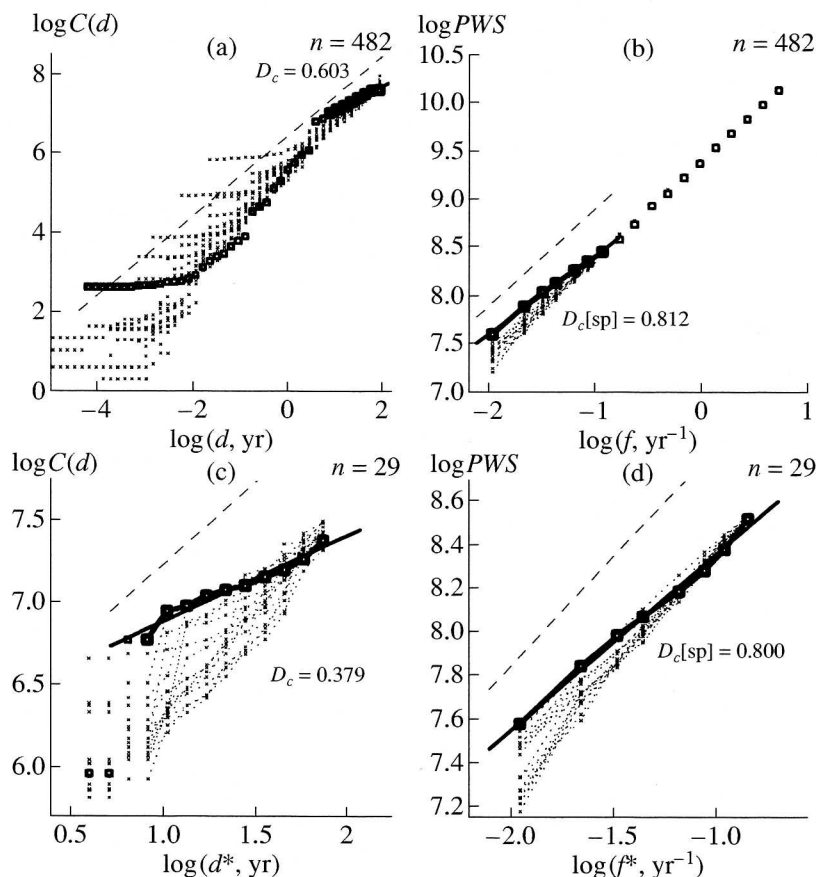 log C(d)
(a)
n = 482
D_c = 0.603
8
6
4
2
0
−4
−2
0
2
log(d, yr)
log PWS
(b)
n = 482
10.5
10.0
9.5
9.0
8.5
8.0
7.5
7.0
D_c[sp] = 0.812
−2
−1
0
1
log(f, yr⁻¹)
log C(d)
(c)
n = 29
7.5
7.0
6.5
6.0
D_c = 0.379
0.5
1.0
1.5
2
log(d*, yr)
log PWS
(d)
n = 29
8.6
8.4
8.2
8.0
7.8
7.6
7.4
7.2
D_c[sp] = 0.800
−2.0
−1.5
−1.0
log(f*, yr⁻¹)